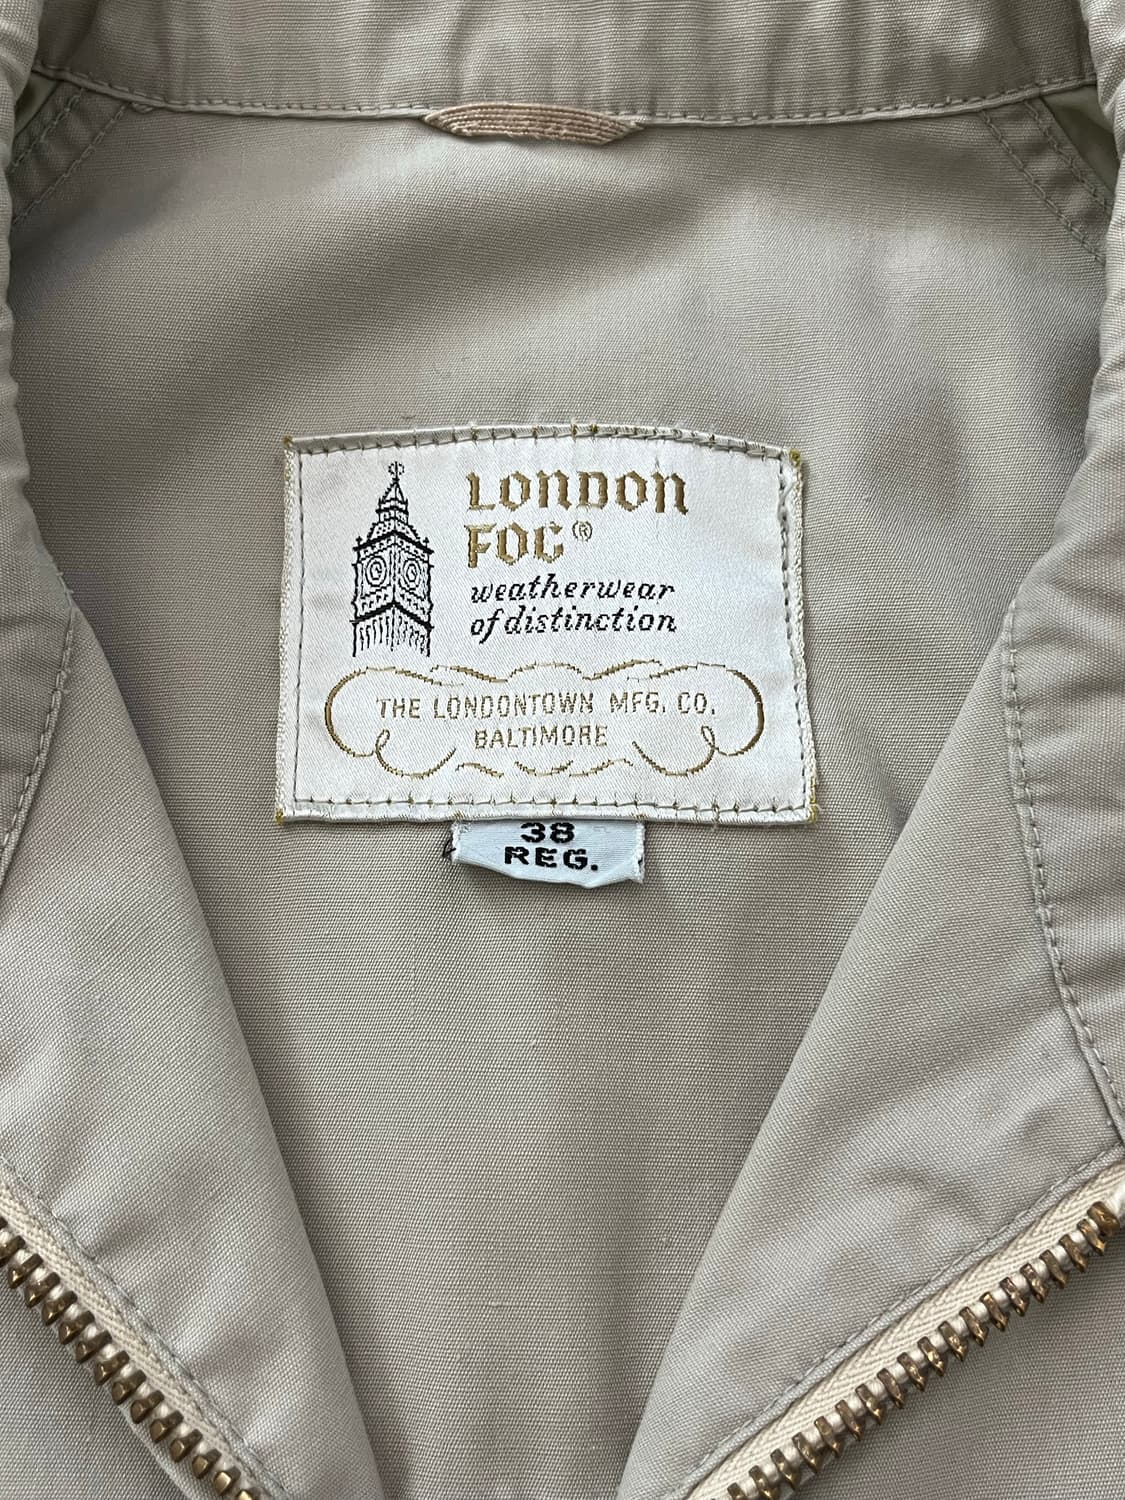 LONDON
FOG®
weatherwear
of distinction
THE LONDONTOWN MFG. CO.
BALTIMORE
38
REG.